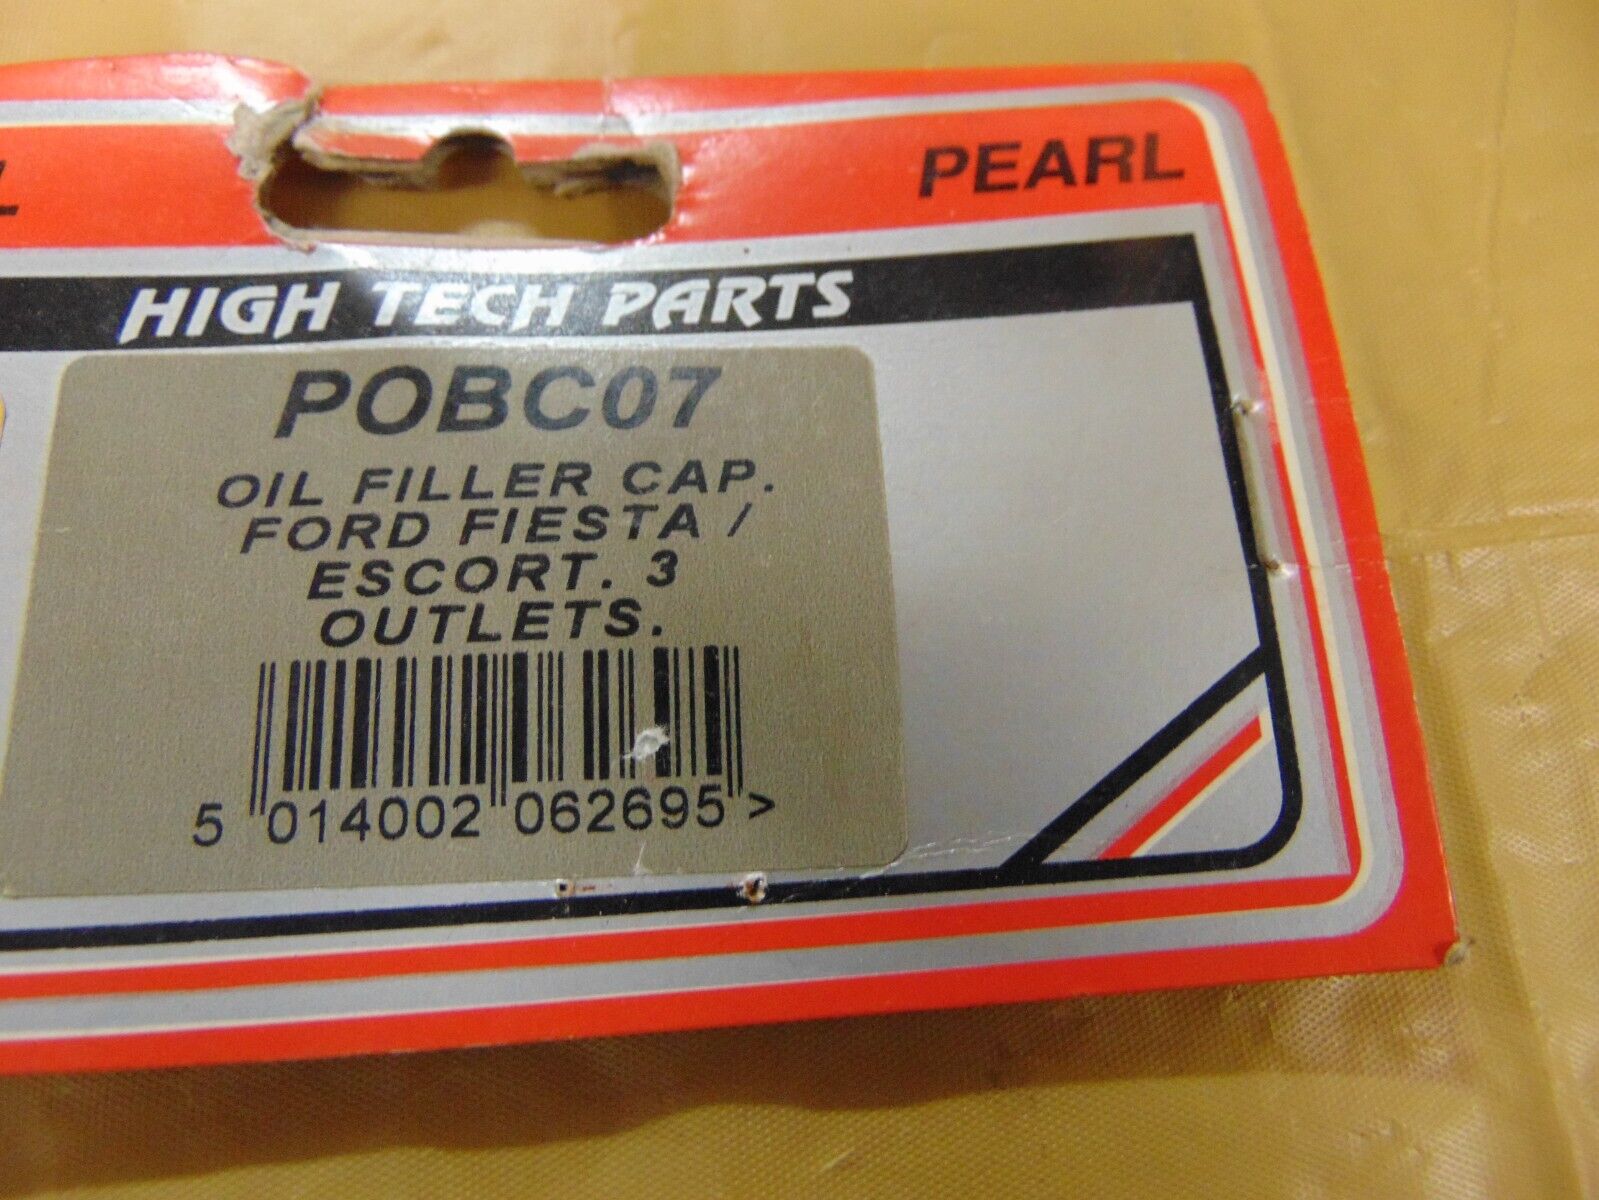 PEARL
HIGH TECH PARTS
POBC07
OIL FILLER CAP.
FORD FIESTA /
ESCORT. 3
OUTLETS.
5 014002 062695 >